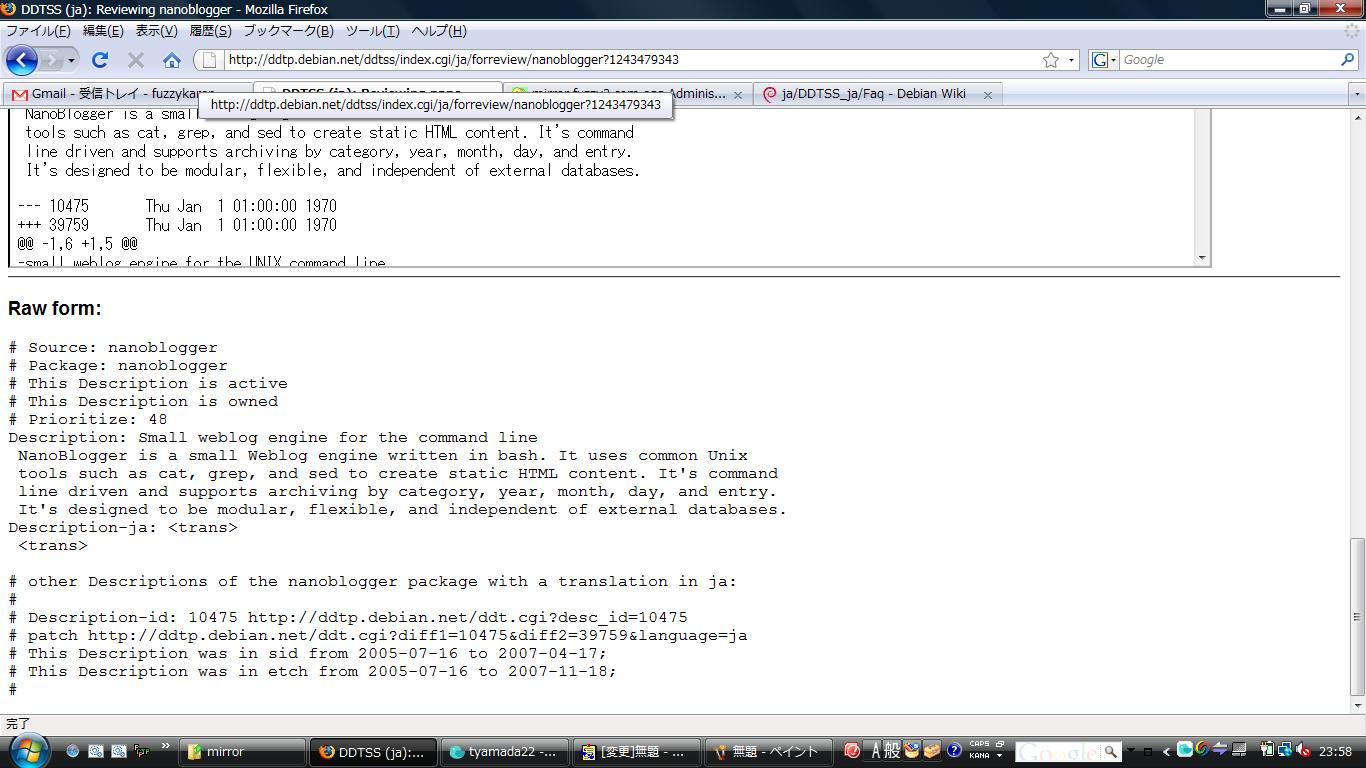 DDTSS (ja): Reviewing nanoblogger - Mozilla Firefox
ファイル(F) 編集(E) 表示(V) 履歴(S) ブックマーク(B) ツール(T) ヘルプ(H)
http://ddtp.debian.net/ddtss/index.cgi/ja/forreview/nanoblogger?1243479343
Google
Gmail - 受信トレイ - fuzzykaren
DDTSS (ja): Reviewing nano...
mirror.fuzzy2.com.cgo Adminis...
ja/DDTSS_ja/Faq - Debian Wiki
http://ddtp.debian.net/ddtss/index.cgi/ja/forreview/nanoblogger?1243479343
NanoBlogger is a small
tools such as cat, grep, and sed to create static HTML content. It's command
line driven and supports archiving by category, year, month, day, and entry.
It's designed to be modular, flexible, and independent of external databases.
--- 10475 Thu Jan 1 01:00:00 1970
+++ 39759 Thu Jan 1 01:00:00 1970
@@ -1,6 +1,5 @@
-small weblog engine for the UNIX command line
Raw form:
# Source: nanoblogger
# Package: nanoblogger
# This Description is active
# This Description is owned
# Prioritize: 48
Description: Small weblog engine for the command line
NanoBlogger is a small Weblog engine written in bash. It uses common Unix
tools such as cat, grep, and sed to create static HTML content. It's command
line driven and supports archiving by category, year, month, day, and entry.
It's designed to be modular, flexible, and independent of external databases.
Description-ja: <trans>
<trans>
# other Descriptions of the nanoblogger package with a translation in ja:
#
# Description-id: 10475 http://ddtp.debian.net/ddt.cgi?desc_id=10475
# patch http://ddtp.debian.net/ddt.cgi?diff1=10475&diff2=39759&language=ja
# This Description was in sid from 2005-07-16 to 2007-04-17;
# This Description was in etch from 2005-07-16 to 2007-11-18;
#
完了
mirror
DDTSS (ja):...
tyamada22 -...
[変更]無題 - ...
無題 - ペイント
A 般
CAPS
KANA
Google
23:58